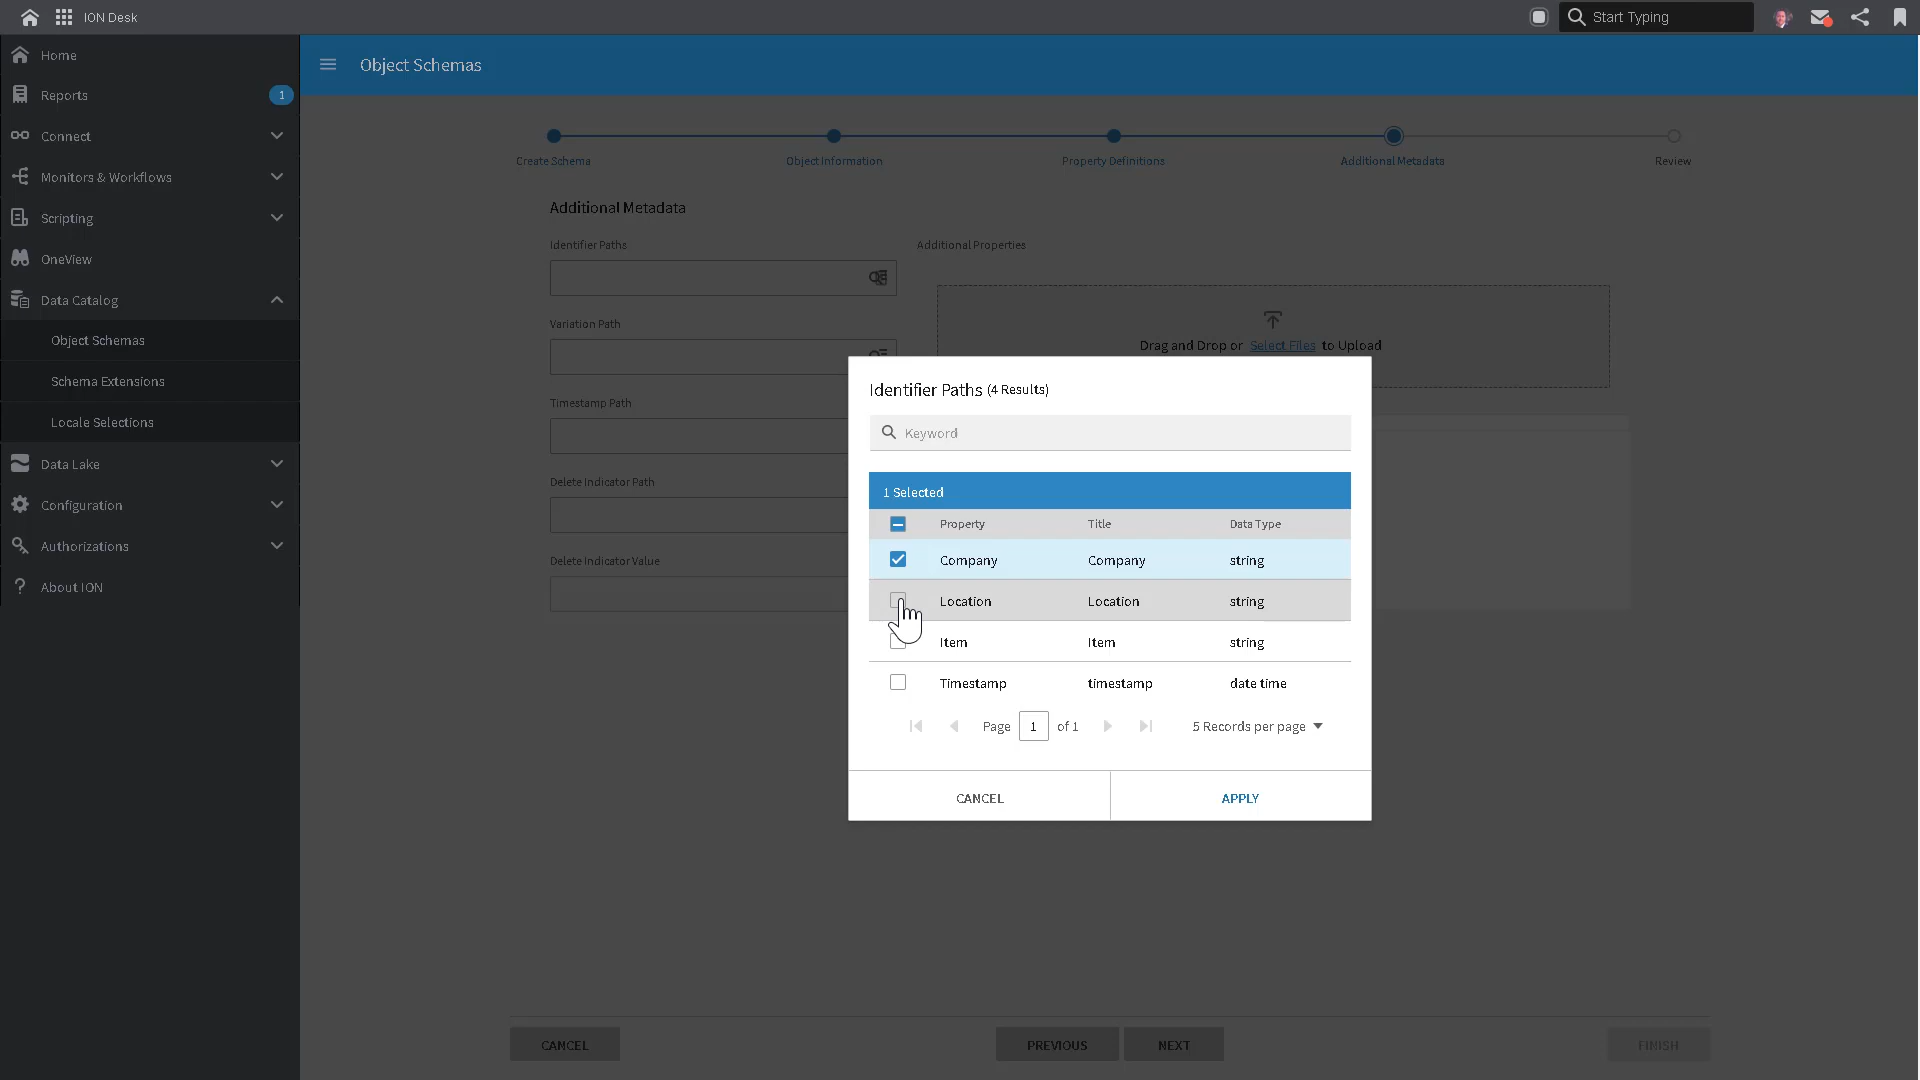 ION Desk
Start Typing
Home
Reports
1
Connect
Monitors & Workflows
Scripting
OneView
Data Catalog
Object Schemas
Schema Extensions
Locale Selections
Data Lake
Configuration
Authorizations
? About ION
Object Schemas
Create Schema
Object Information
Property Definitions
Additional Metadata
Review
Additional Metadata
Identifier Paths
Variation Path
Timestamp Path
Delete Indicator Path
Delete Indicator Value
Additional Properties
Drag and Drop or Select Files to Upload
Identifier Paths (4 Results)
Keyword
1 Selected
Property Title Data Type
Company Company string
Location Location string
Item Item string
Timestamp timestamp date time
Page 1 of 1 5 Records per page
CANCEL APPLY
CANCEL PREVIOUS NEXT FINISH